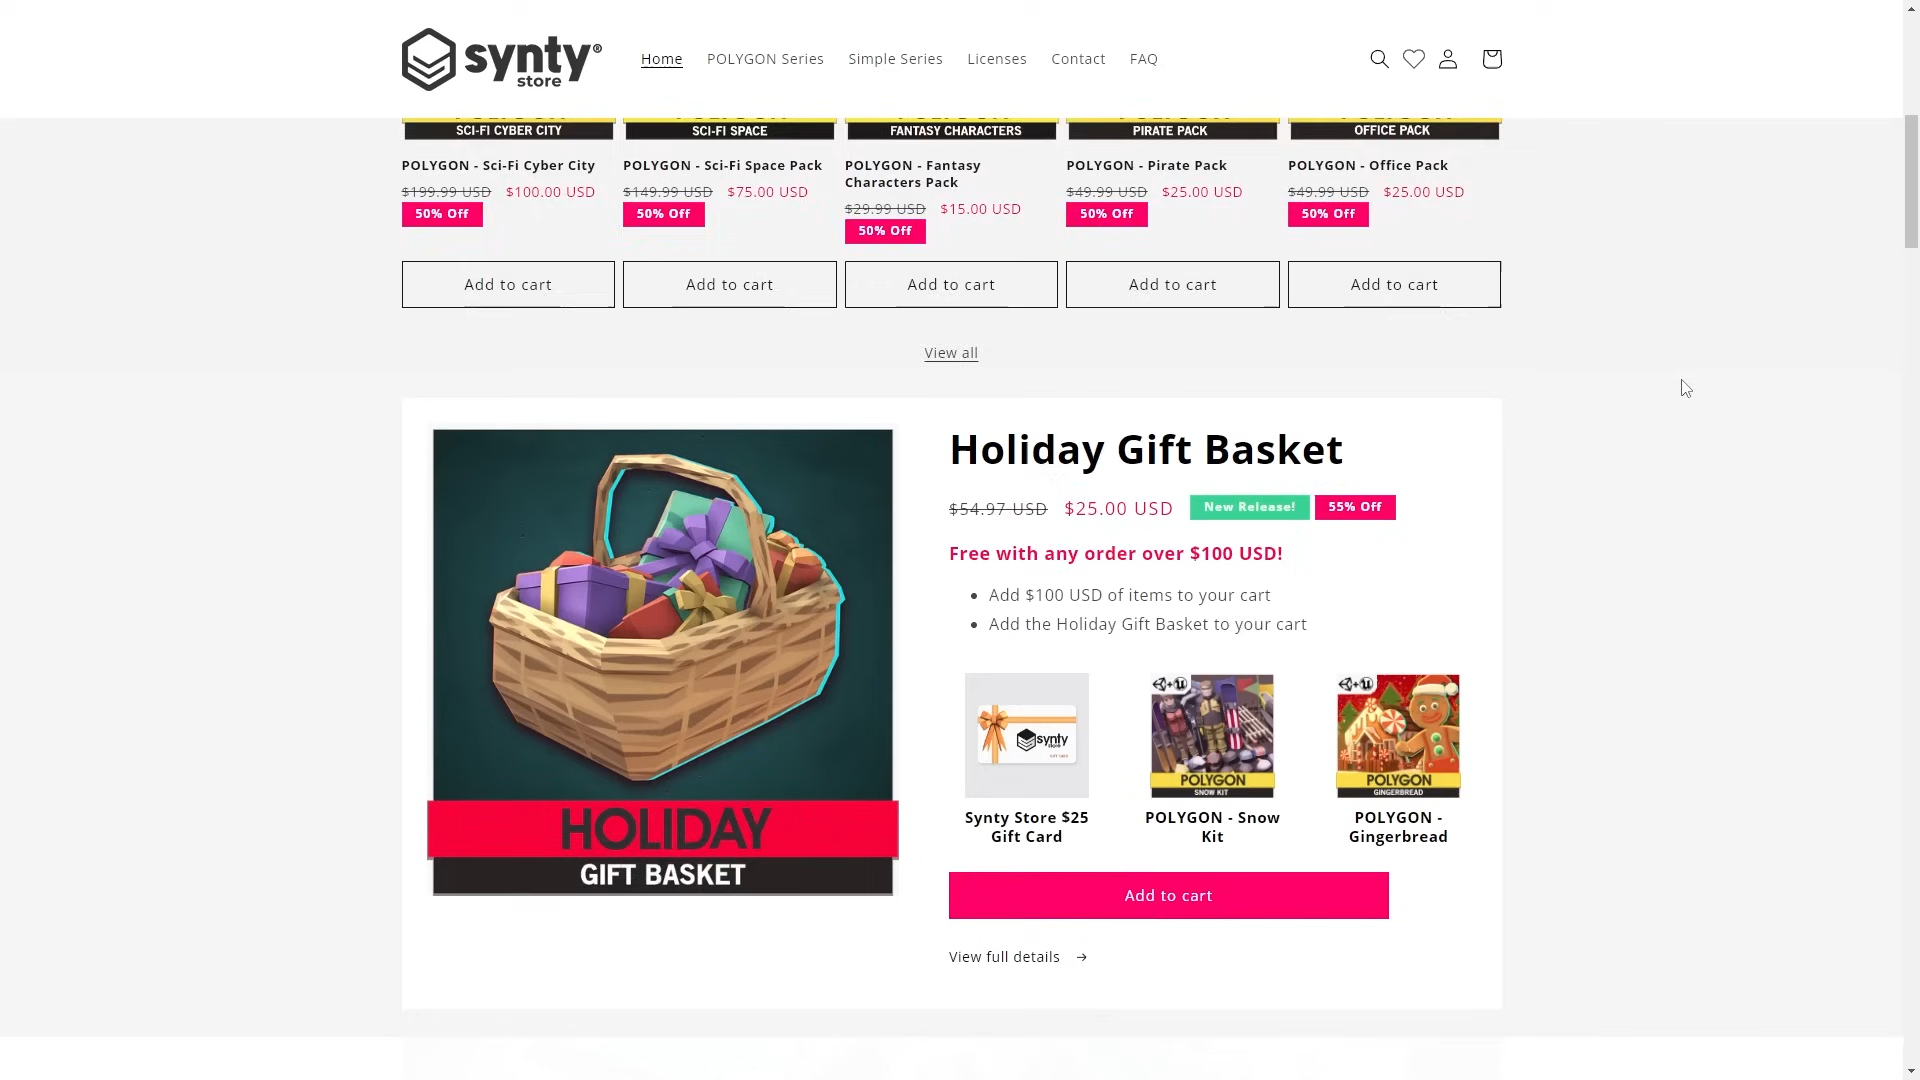 synty®
store
Home POLYGON Series Simple Series Licenses Contact FAQ
SCI-FI CYBER CITY SCI-FI SPACE FANTASY CHARACTERS PIRATE PACK OFFICE PACK
POLYGON - Sci-Fi Cyber City
$199.99 USD $100.00 USD
50% Off
POLYGON - Sci-Fi Space Pack
$149.99 USD $75.00 USD
50% Off
POLYGON - Fantasy
Characters Pack
$29.99 USD $15.00 USD
50% Off
POLYGON - Pirate Pack
$49.99 USD $25.00 USD
50% Off
POLYGON - Office Pack
$49.99 USD $25.00 USD
50% Off
Add to cart Add to cart Add to cart Add to cart Add to cart
View all
HOLIDAY
GIFT BASKET
Holiday Gift Basket
$54.97 USD $25.00 USD New Release! 55% Off
Free with any order over $100 USD!
• Add $100 USD of items to your cart
• Add the Holiday Gift Basket to your cart
synty
Synty Store $25
Gift Card
POLYGON
SNOW KIT
POLYGON - Snow
Kit
POLYGON
GINGERBREAD
POLYGON -
Gingerbread
Add to cart
View full details →